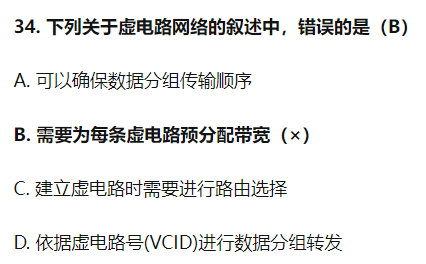 34. 下列关于虚电路网络的叙述中，错误的是（B）
A. 可以确保数据分组传输顺序
B. 需要为每条虚电路预分配带宽（×）
C. 建立虚电路时需要进行路由选择
D. 依据虚电路号(VCID)进行数据分组转发